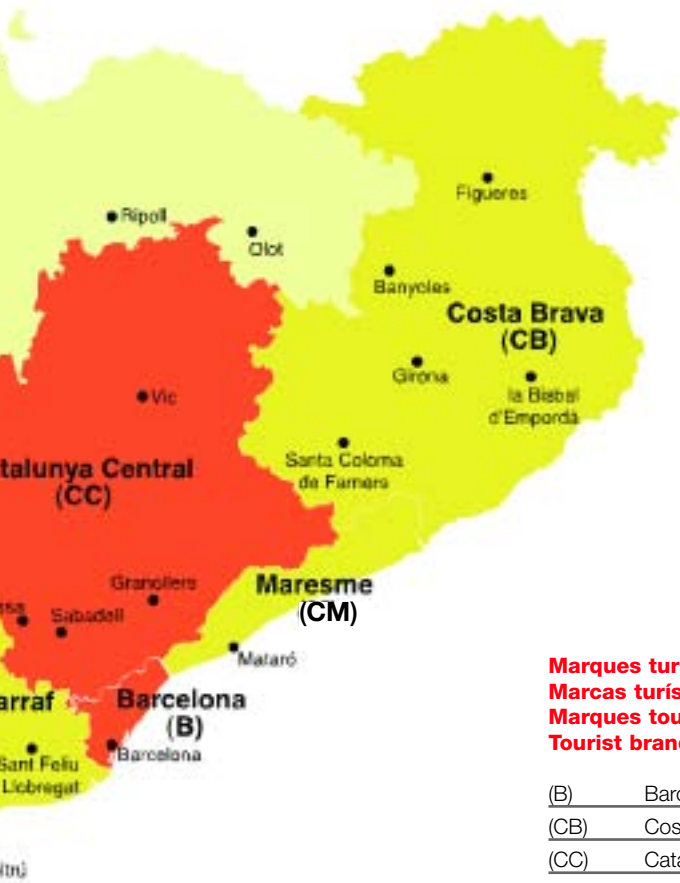 Figueres
Ripoll
Olot
Banyoles
Costa Brava
(CB)
Girona
la Bisbal
d'Empordà
Vic
Santa Coloma
de Farners
talunya Central
(CC)
Granollers
Maresme
(CM)
ssa
Sabadell
Mataró
arraf
Barcelona
(B)
Sant Feliu
Llobregat
Barcelona
Marques tur
Marcas turís
Marques tou
Tourist bran
(B) Barc
(CB) Cos
(CC) Cata